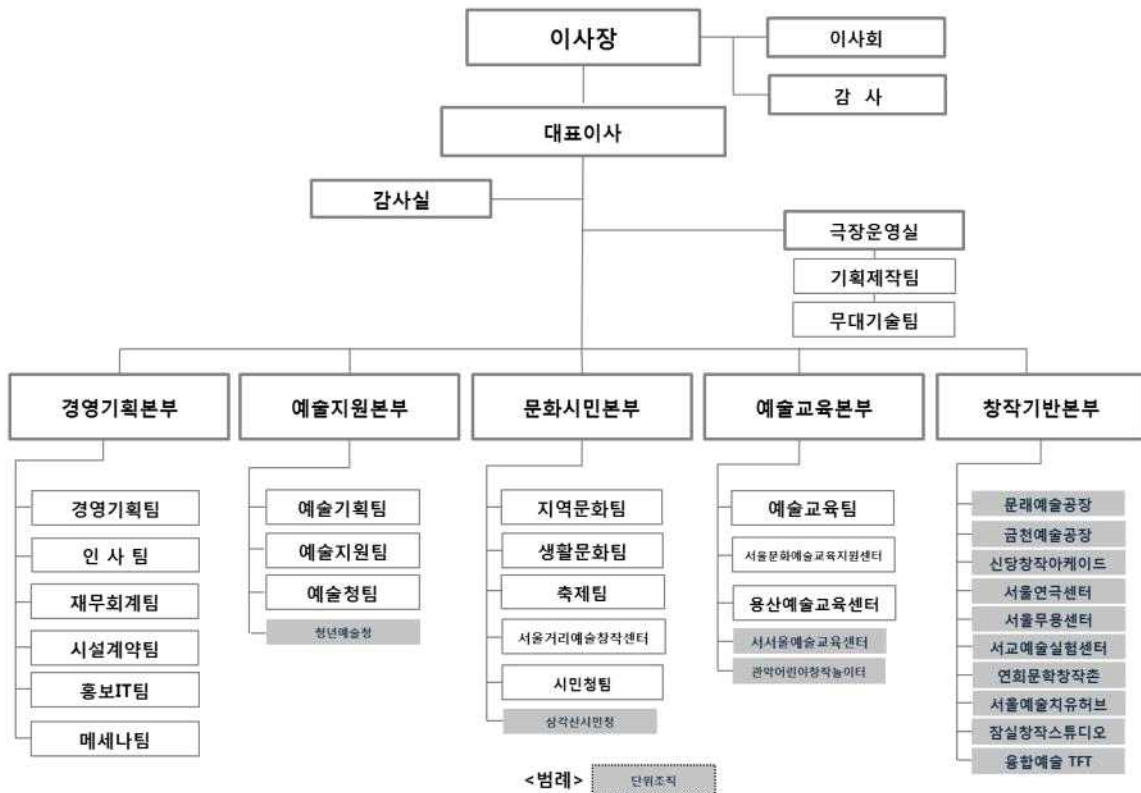 이사장
이사회
감 사
대표이사
감사실
극장운영실
기획제작팀
무대기술팀
경영기획본부
예술지원본부
문화시민본부
예술교육본부
창작기반본부
경영기획팀
인 사 팀
재무회계팀
시설계약팀
홍보IT팀
메세나팀
예술기획팀
예술지원팀
예술청팀
청년예술청
지역문화팀
생활문화팀
축제팀
서울거리예술창작센터
시민청팀
삼각산시민청
예술교육팀
서울문화예술교육지원센터
용산예술교육센터
서서울예술교육센터
관악어린이창작놀이터
문래예술공장
금천예술공장
신당창작아케이드
서울연극센터
서울무용센터
서교예술실험센터
연희문학창작촌
서울예술치유허브
잠실창작스튜디오
융합예술 TFT
<범례> 단위조직